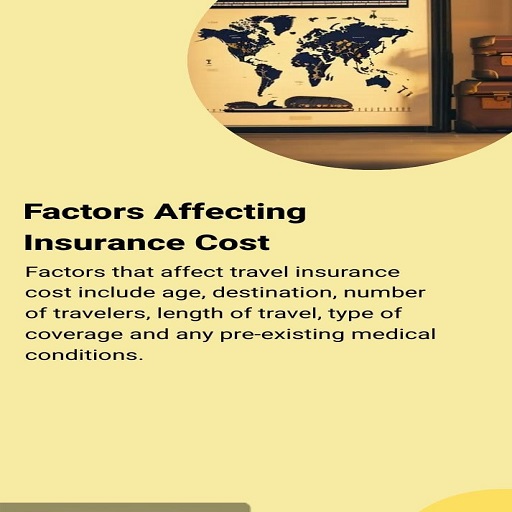 Factors Affecting
Insurance Cost
Factors that affect travel insurance
cost include age, destination, number
of travelers, length of travel, type of
coverage and any pre-existing medical
conditions.